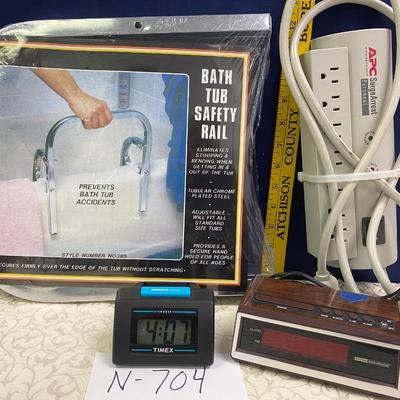 BATH
TUB
SAFETY
RAIL
ELIMINATES
STOOPING &
BENDING WHEN
GETTING IN &
OUT OF THE TUB
TUBULAR CHROME
PLATED STEEL
ADJUSTABLE...
WILL FIT ALL
STANDARD
SIZE TUBS
PROVIDES A
SECURE HAND
HOLD FOR PEOPLE
OF ALL AGES
PREVENTS
BATH TUB
ACCIDENTS
STYLE NUMBER NO385
SECURES FIRMLY OVER THE EDGE OF THE TUB WITHOUT SCRATCHING
ATCHISON COUNTY
APC
SurgeArrest
INDIGLO
4:07
TIMEX
N-704